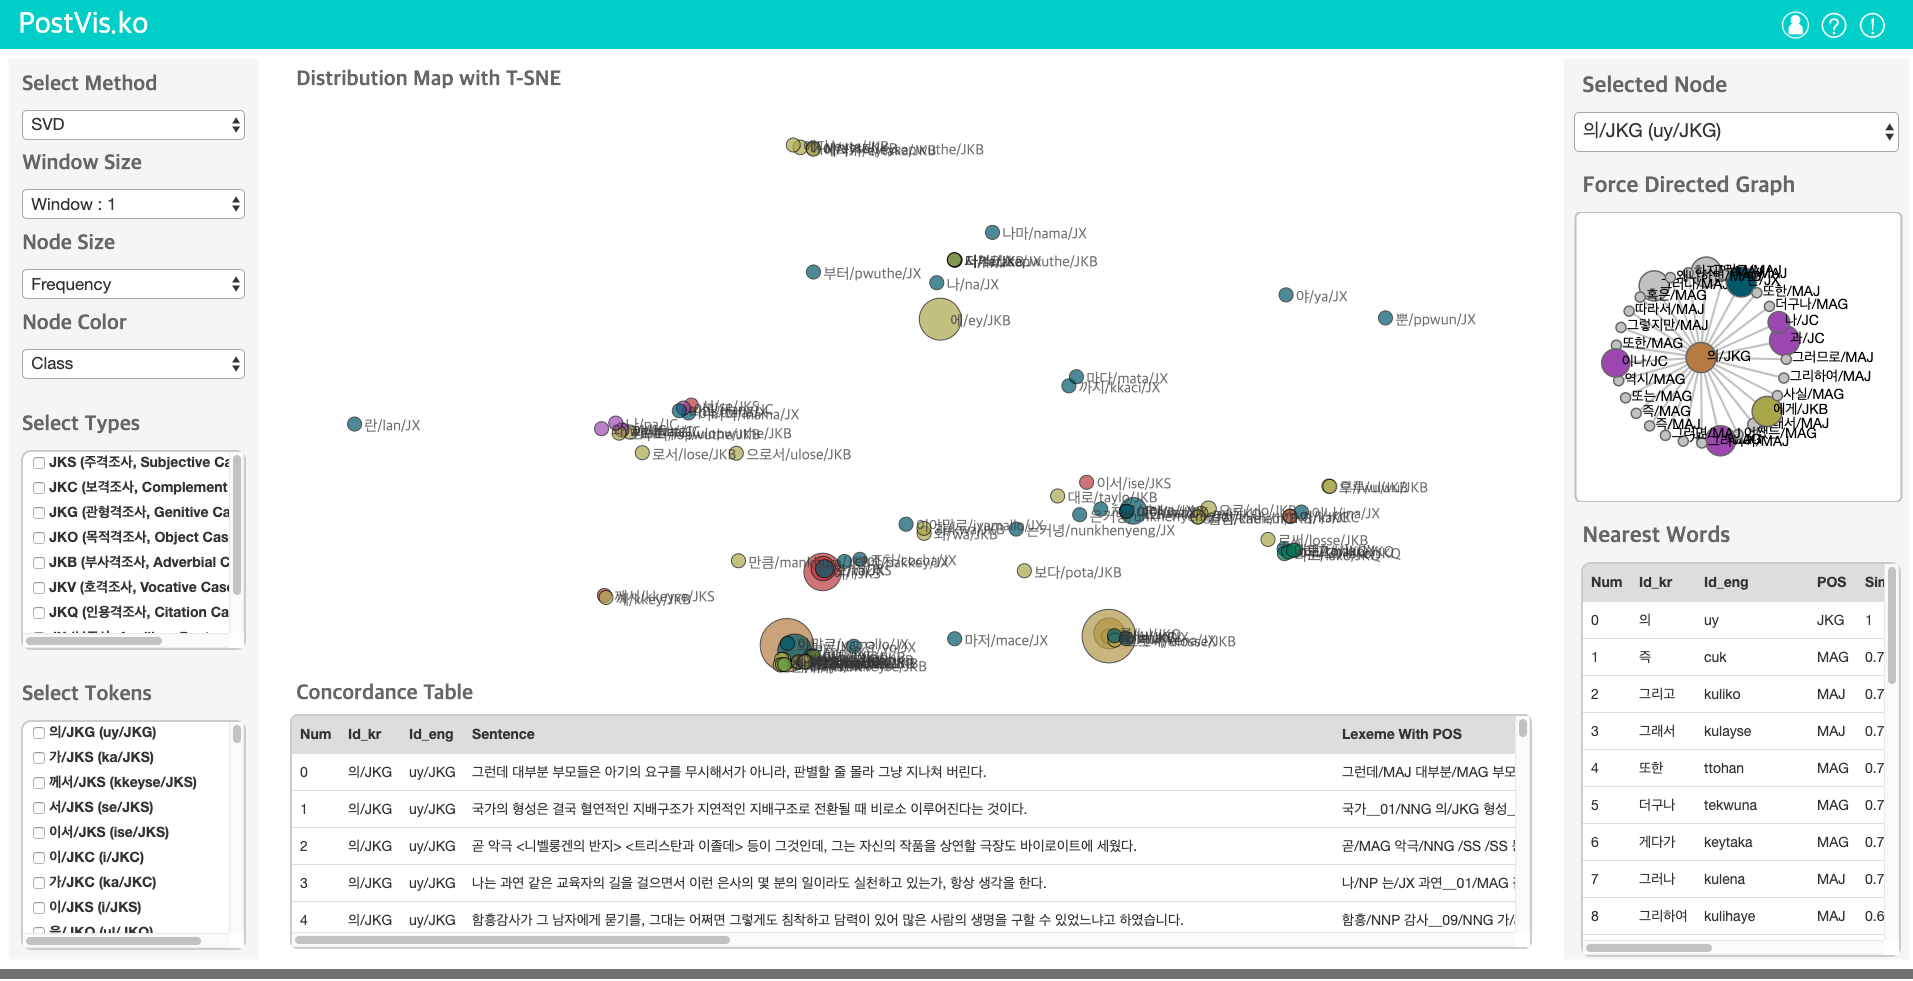 PostVis.ko
Select Method
SVD
Window Size
Window : 1
Node Size
Frequency
Node Color
Class
Select Types
JKS (주격조사, Subjective Ca
JKC (보격조사, Complement
JKG (관형격조사, Genitive Ca
JKO (목적격조사, Object Cas
JKB (부사격조사, Adverbial C
JKV (호격조사, Vocative Case
JKQ (인용격조사, Citation Ca
Select Tokens
의/JKG (uy/JKG)
가/JKS (ka/JKS)
께서/JKS (kkeyse/JKS)
서/JKS (se/JKS)
이서/JKS (ise/JKS)
이/JKC (i/JKC)
가/JKC (ka/JKC)
이/JKS (i/JKS)
을/JKO (ul/JKO)
Distribution Map with T-SNE
나마/nama/JX
부터/pwuthe/JX
나/na/JX
에/ey/JKB
야/ya/JX
뿐/ppwun/JX
마다/mata/JX
까지/kkaci/JX
란/lan/JX
로서/lose/JKB
으로서/ulose/JKB
이서/ise/JKS
대로/taylo/JKB
로써/losse/JKB
보다/pota/JKB
마저/mace/JX
Concordance Table
Num Id_kr Id_eng Sentence Lexeme With POS
0 의/JKG uy/JKG 그런데 대부분 부모들은 아기의 요구를 무시해서가 아니라, 판별할 줄 몰라 그냥 지나쳐 버린다. 그런데/MAJ 대부분/MAG 부모
1 의/JKG uy/JKG 국가의 형성은 결국 혈연적인 지배구조가 지연적인 지배구조로 전환될 때 비로소 이루어진다는 것이다. 국가__01/NNG 의/JKG 형성_
2 의/JKG uy/JKG 곧 악극 <니벨룽겐의 반지> <트리스탄과 이졸데> 등이 그것인데, 그는 자신의 작품을 상연할 극장도 바이로이트에 세웠다. 곧/MAG 악극/NNG /SS /SS
3 의/JKG uy/JKG 나는 과연 같은 교육자의 길을 걸으면서 이런 은사의 몇 분의 일이라도 실천하고 있는가, 항상 생각을 한다. 나/NP 는/JX 과연__01/MAG
4 의/JKG uy/JKG 함흥감사가 그 남자에게 묻기를, 그대는 어쩌면 그렇게도 침착하고 담력이 있어 많은 사람의 생명을 구할 수 있었느냐고 하였습니다. 함흥/NNP 감사__09/NNG 가/
Selected Node
의/JKG (uy/JKG)
Force Directed Graph
또한/MAJ
더구나/MAG
나/JC
과/JC
그러므로/MAJ
그리하여/MAJ
사실/MAG
에게/JKB
혹은/MAG
따라서/MAJ
그렇지만/MAJ
또한/MAG
이나/JC
역시/MAG
또는/MAG
즉/MAG
즉/MAJ
의/JKG
Nearest Words
Num Id_kr Id_eng POS Sim
0 의 uy JKG 1
1 즉 cuk MAG 0.7
2 그리고 kuliko MAJ 0.7
3 그래서 kulayse MAJ 0.7
4 또한 ttohan MAG 0.7
5 더구나 tekwuna MAG 0.7
6 게다가 keytaka MAG 0.7
7 그러나 kulena MAJ 0.7
8 그리하여 kulihaye MAJ 0.6